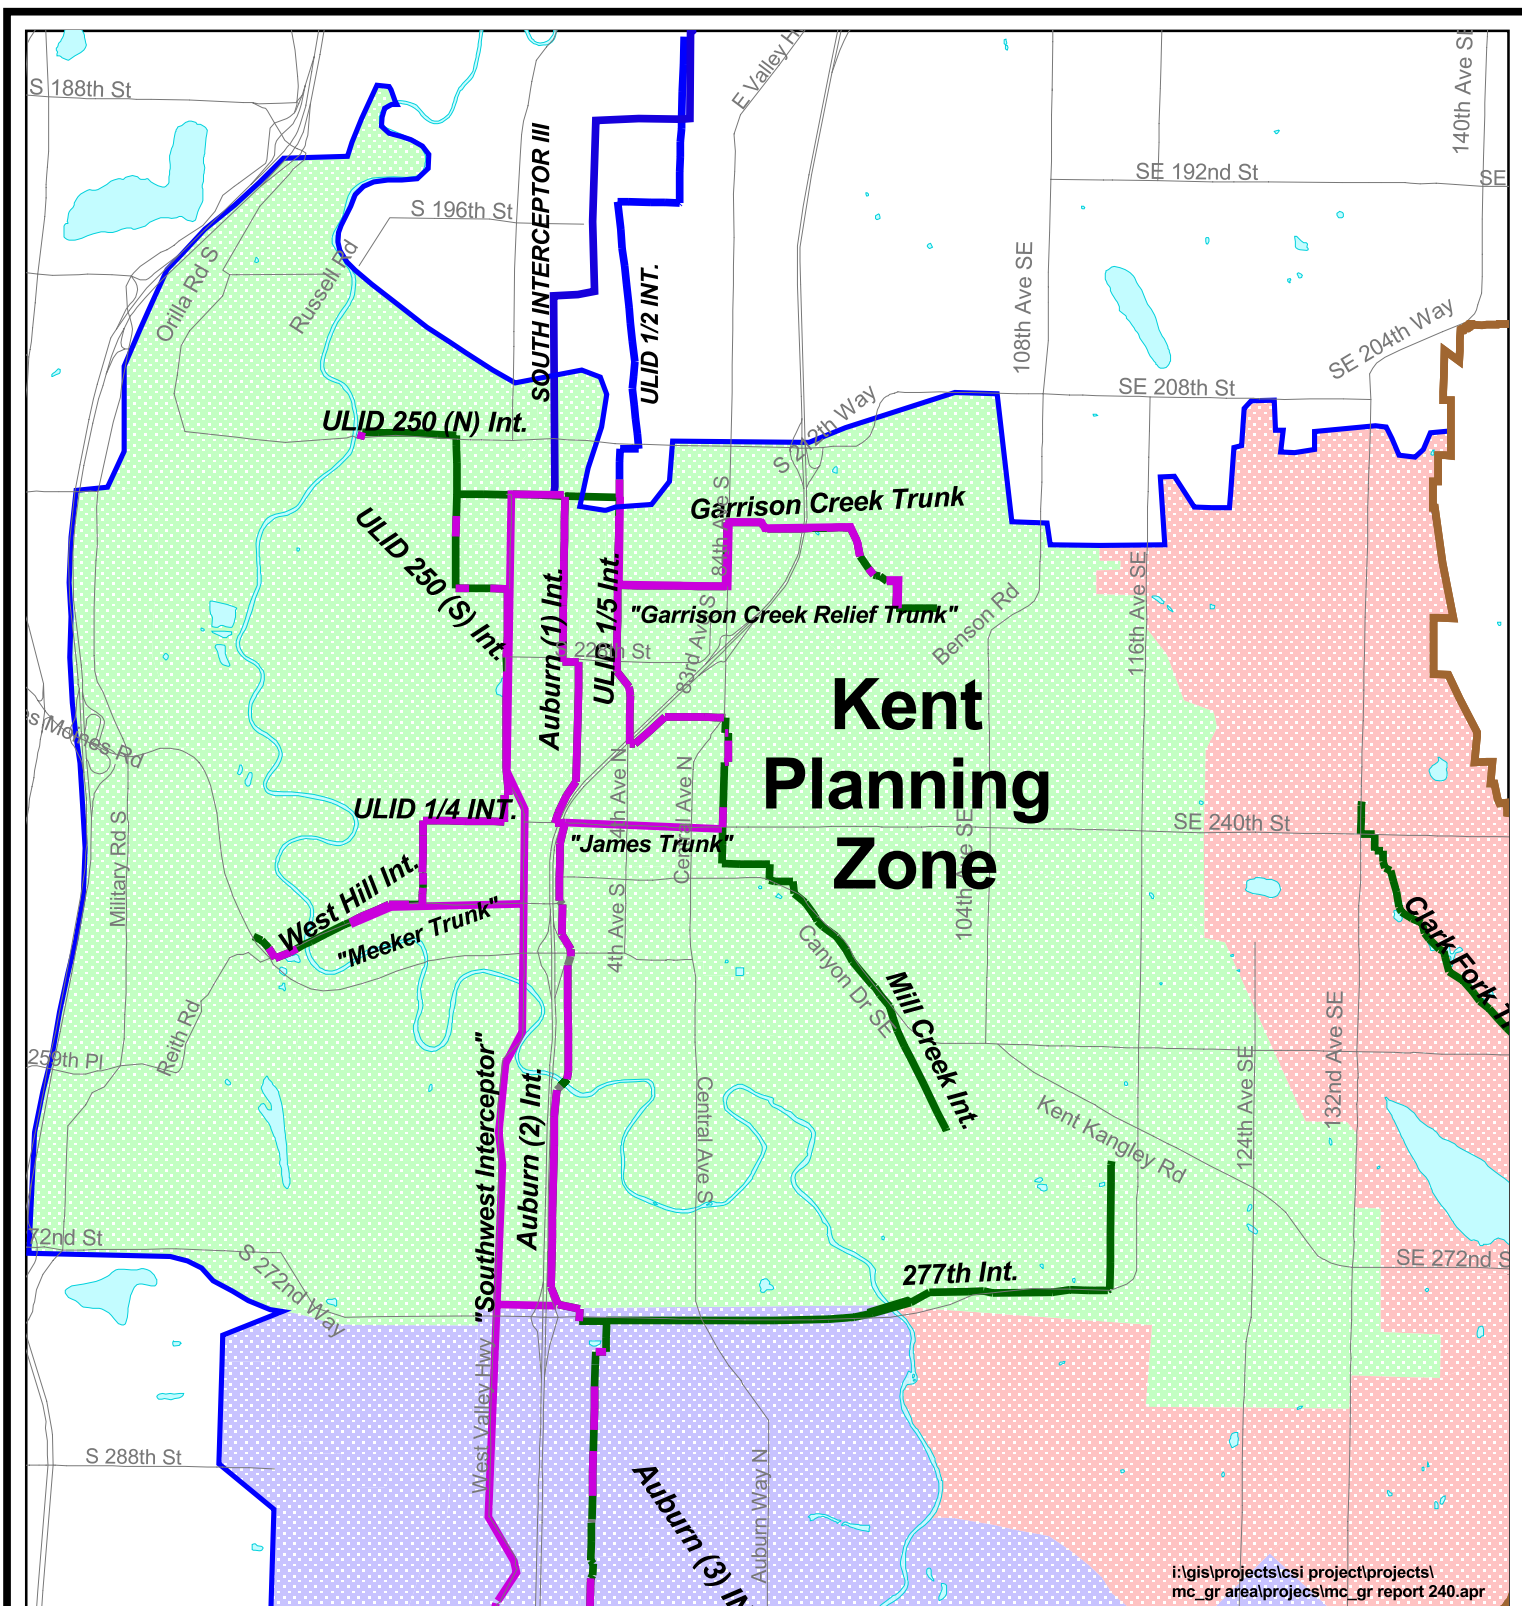 S 188th St
E Valley H
140th Ave SE
SE 192nd St
SE
S 196th St
SOUTH INTERCEPTOR III
Orilla Rd S
Russell Rd
ULID 1/2 INT.
108th Ave SE
SE 204th Way
SE 208th St
ULID 250 (N) Int.
S 212th Way
84th Ave S
Garrison Creek Trunk
ULID 250 (S) Int.
Auburn (1) Int.
ULID 1/5 Int.
"Garrison Creek Relief Trunk"
Benson Rd
116th Ave SE
S 228th St
83rd Ave S
Kent
Planning
Zone
es Moines Rd
Military Rd S
ULID 1/4 INT.
4th Ave N
Central Ave N
"James Trunk"
SE 240th St
104th Ave SE
West Hill Int.
"Meeker Trunk"
4th Ave S
Canyon Dr SE
Mill Creek Int.
Clark Fork T
Reith Rd
259th Pl
"Southwest Interceptor"
Auburn (2) Int.
Central Ave S
Kent Kangley Rd
124th Ave SE
132nd Ave SE
72nd St
S 272nd Way
277th Int.
SE 272nd S
West Valley Hwy
S 288th St
Auburn (3) IN
Auburn Way N
i:\gis\projects\csi project\projects\
mc_gr area\projecs\mc_gr report 240.apr